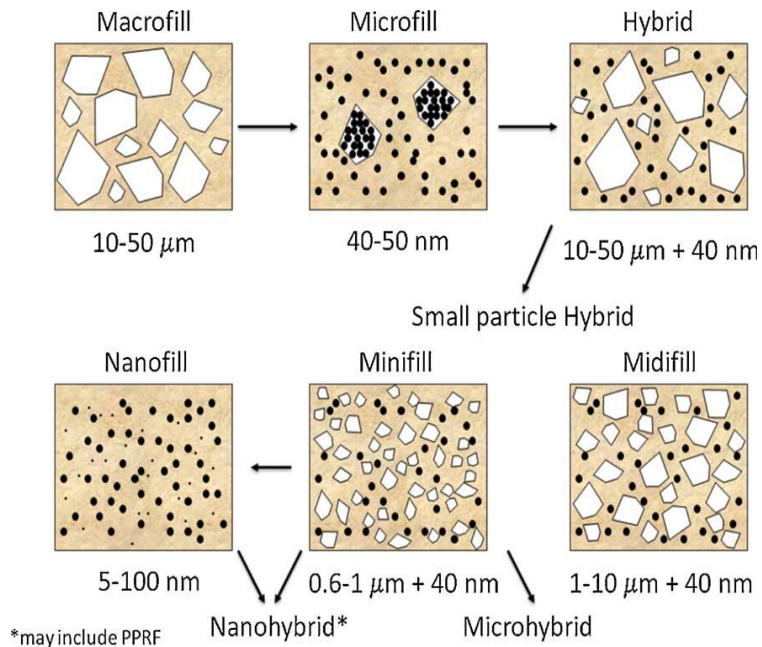 Macrofill
Microfill
Hybrid
10-50 μm
40-50 nm
10-50 μm + 40 nm
Small particle Hybrid
Nanofill
Minifill
Midifill
5-100 nm
0.6-1 μm + 40 nm
1-10 μm + 40 nm
*may include PPRF
Nanohybrid*
Microhybrid